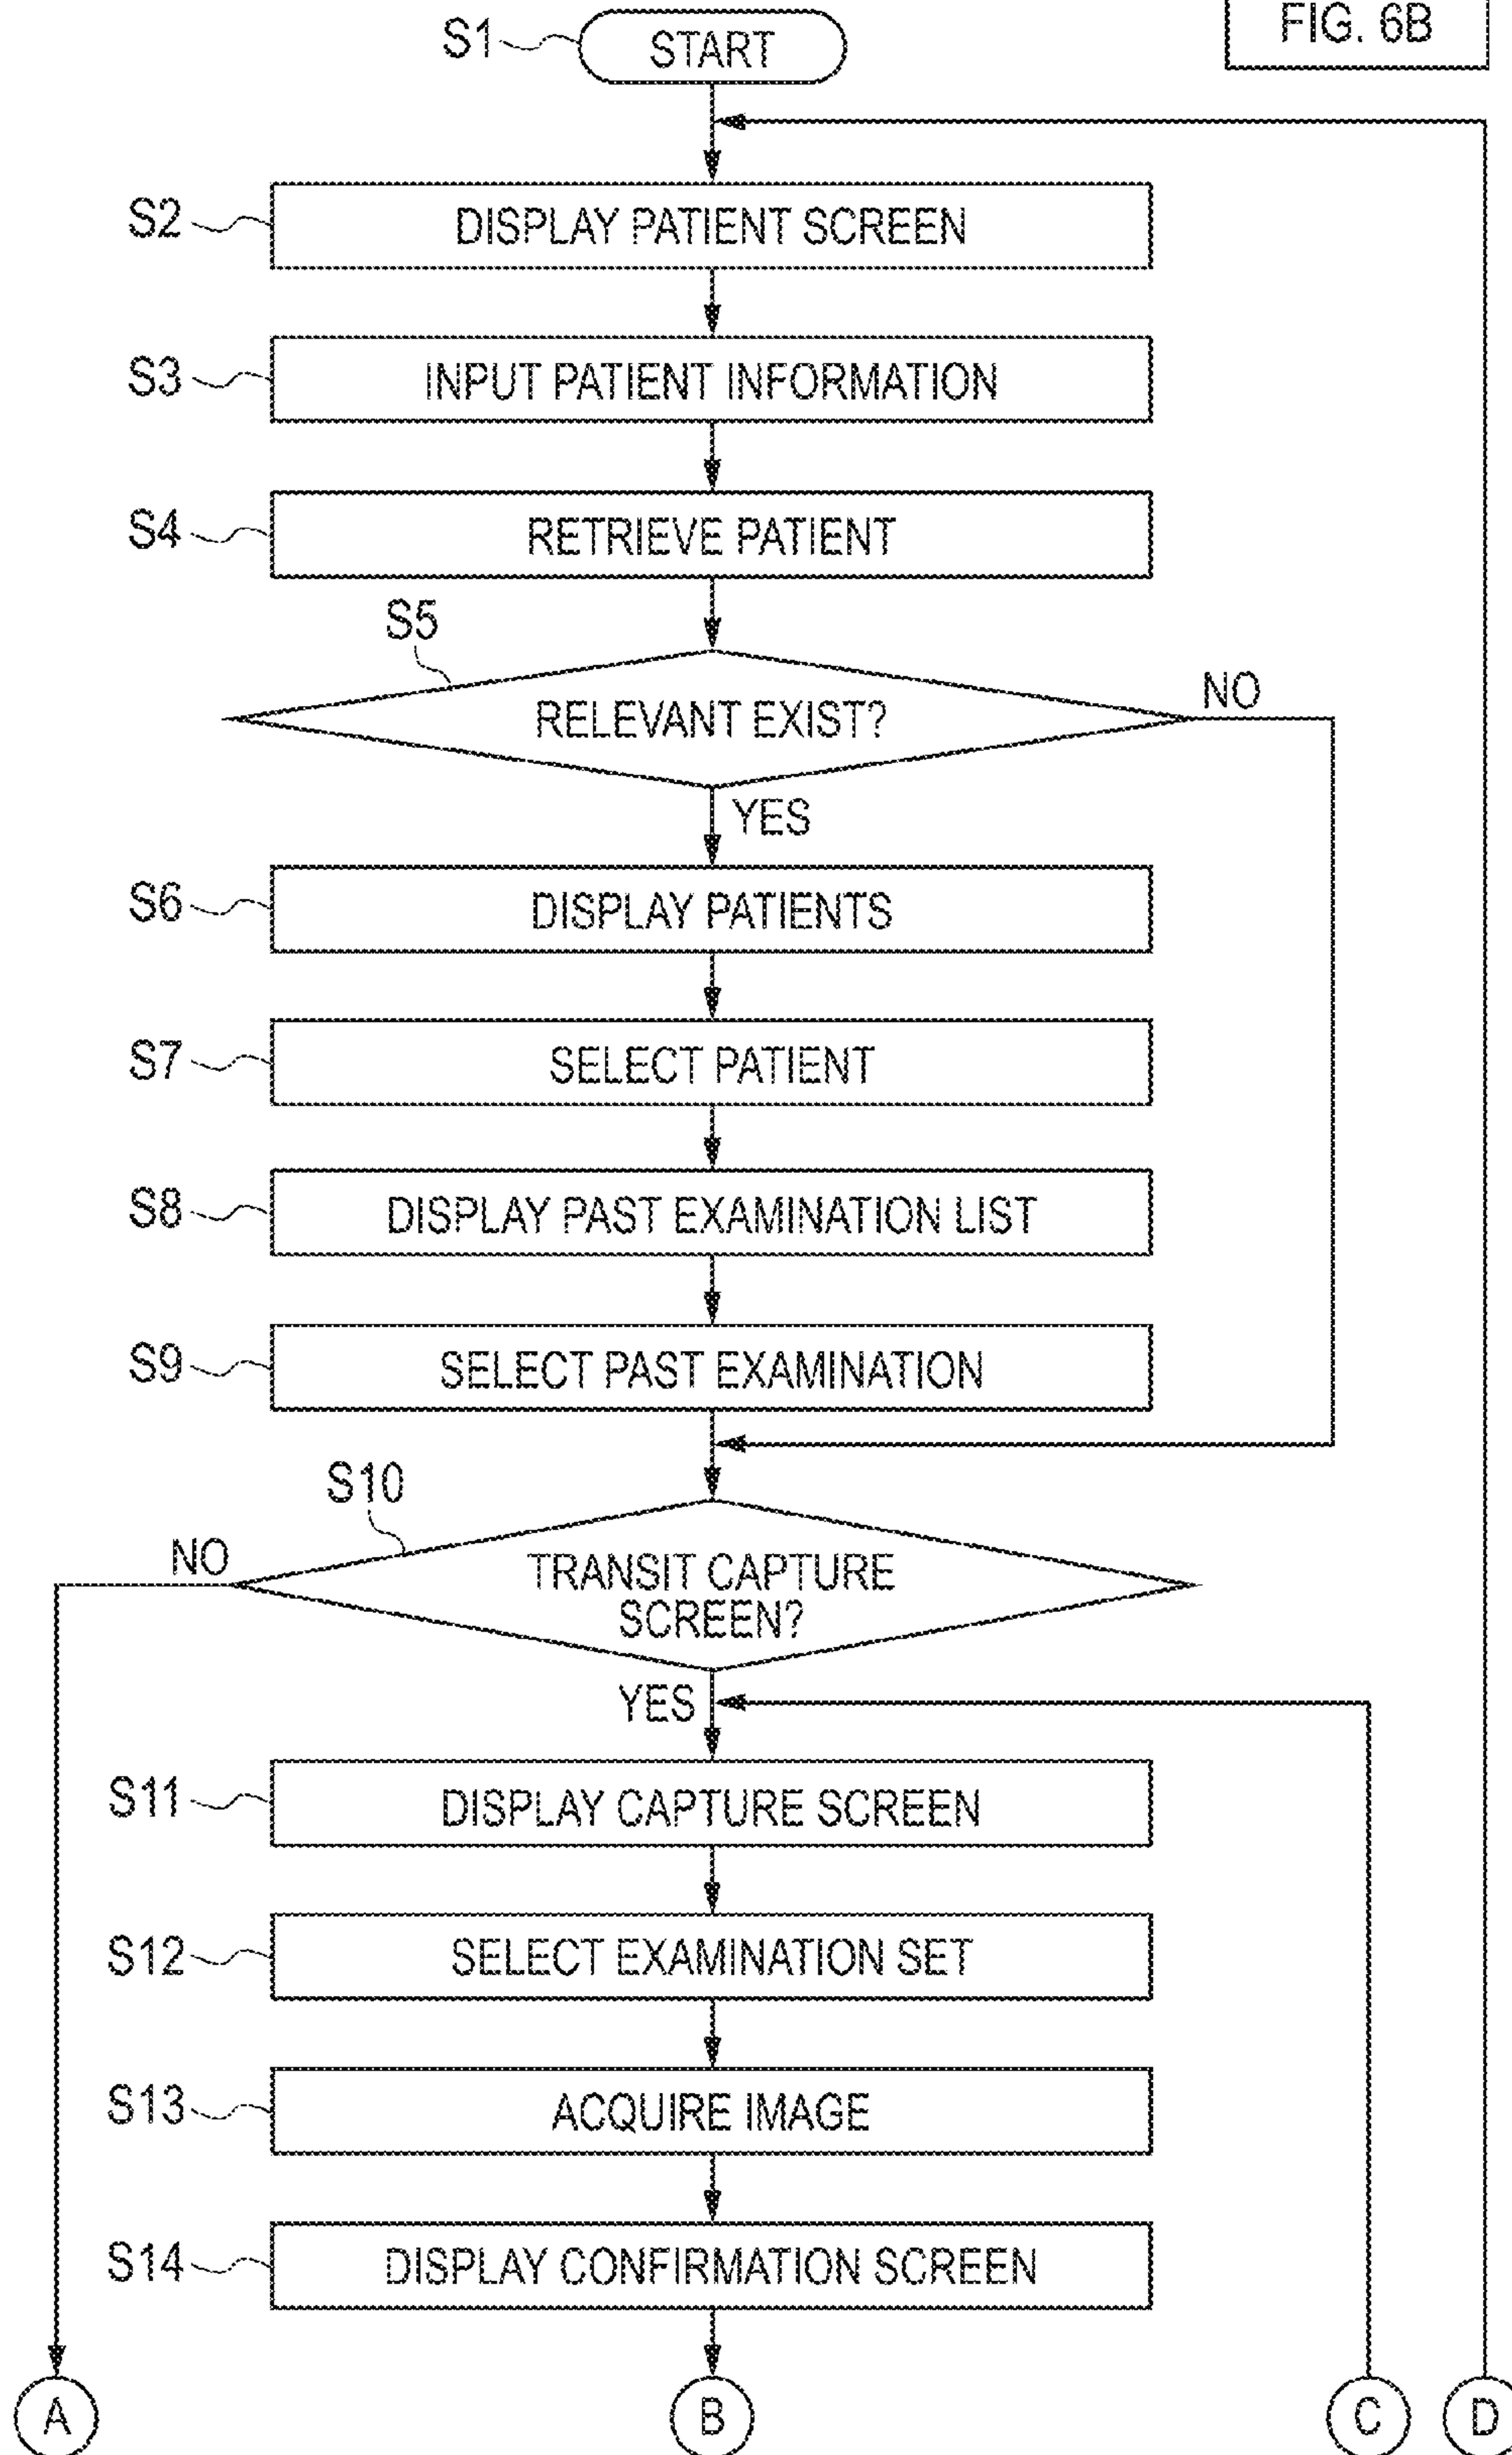 FIG. 6B
S1
START
S2
DISPLAY PATIENT SCREEN
S3
INPUT PATIENT INFORMATION
S4
RETRIEVE PATIENT
S5
RELEVANT EXIST?
NO
YES
S6
DISPLAY PATIENTS
S7
SELECT PATIENT
S8
DISPLAY PAST EXAMINATION LIST
S9
SELECT PAST EXAMINATION
S10
NO
TRANSIT CAPTURE
SCREEN?
YES
S11
DISPLAY CAPTURE SCREEN
S12
SELECT EXAMINATION SET
S13
ACQUIRE IMAGE
S14
DISPLAY CONFIRMATION SCREEN
A
B
C
D